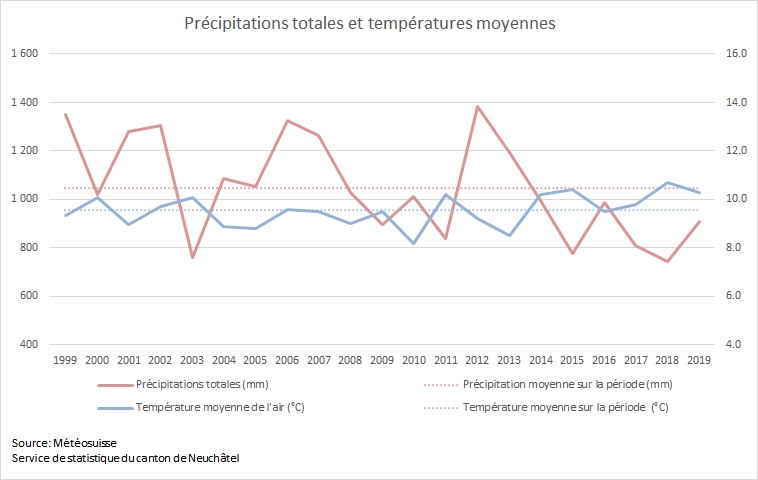 Précipitations totales et températures moyennes
1 600 16.0
1 400 14.0
1 200 12.0
1 000 10.0
800 8.0
600 6.0
400 4.0
1999 2000 2001 2002 2003 2004 2005 2006 2007 2008 2009 2010 2011 2012 2013 2014 2015 2016 2017 2018 2019
Précipitations totales (mm) Précipitation moyenne sur la période (mm)
Température moyenne de l'air (°C) Température moyenne sur la période (°C)
Source: Météosuisse
Service de statistique du canton de Neuchâtel